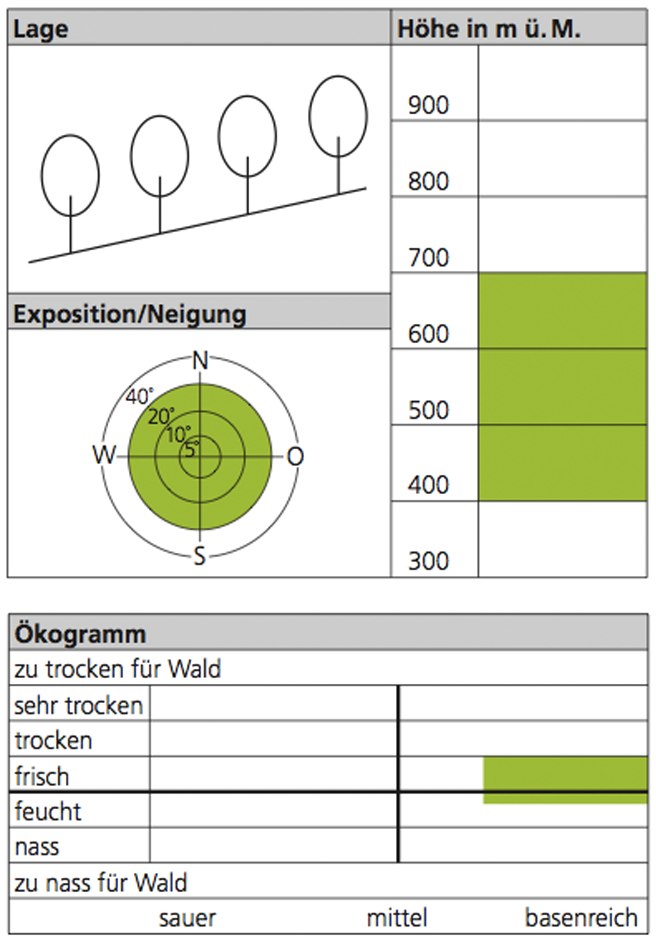 Lage
Höhe in m ü. M.
900
800
700
600
500
400
300
Exposition/Neigung
N
40°
20°
10°
5°
W
O
S
Ökogramm
zu trocken für Wald
sehr trocken
trocken
frisch
feucht
nass
zu nass für Wald
sauer mittel basenreich